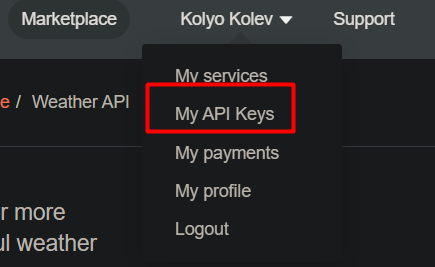 Marketplace
Kolyo Kolev
Support
My services
e / Weather API
My API Keys
My payments
My profile
r more
ul weather
Logout